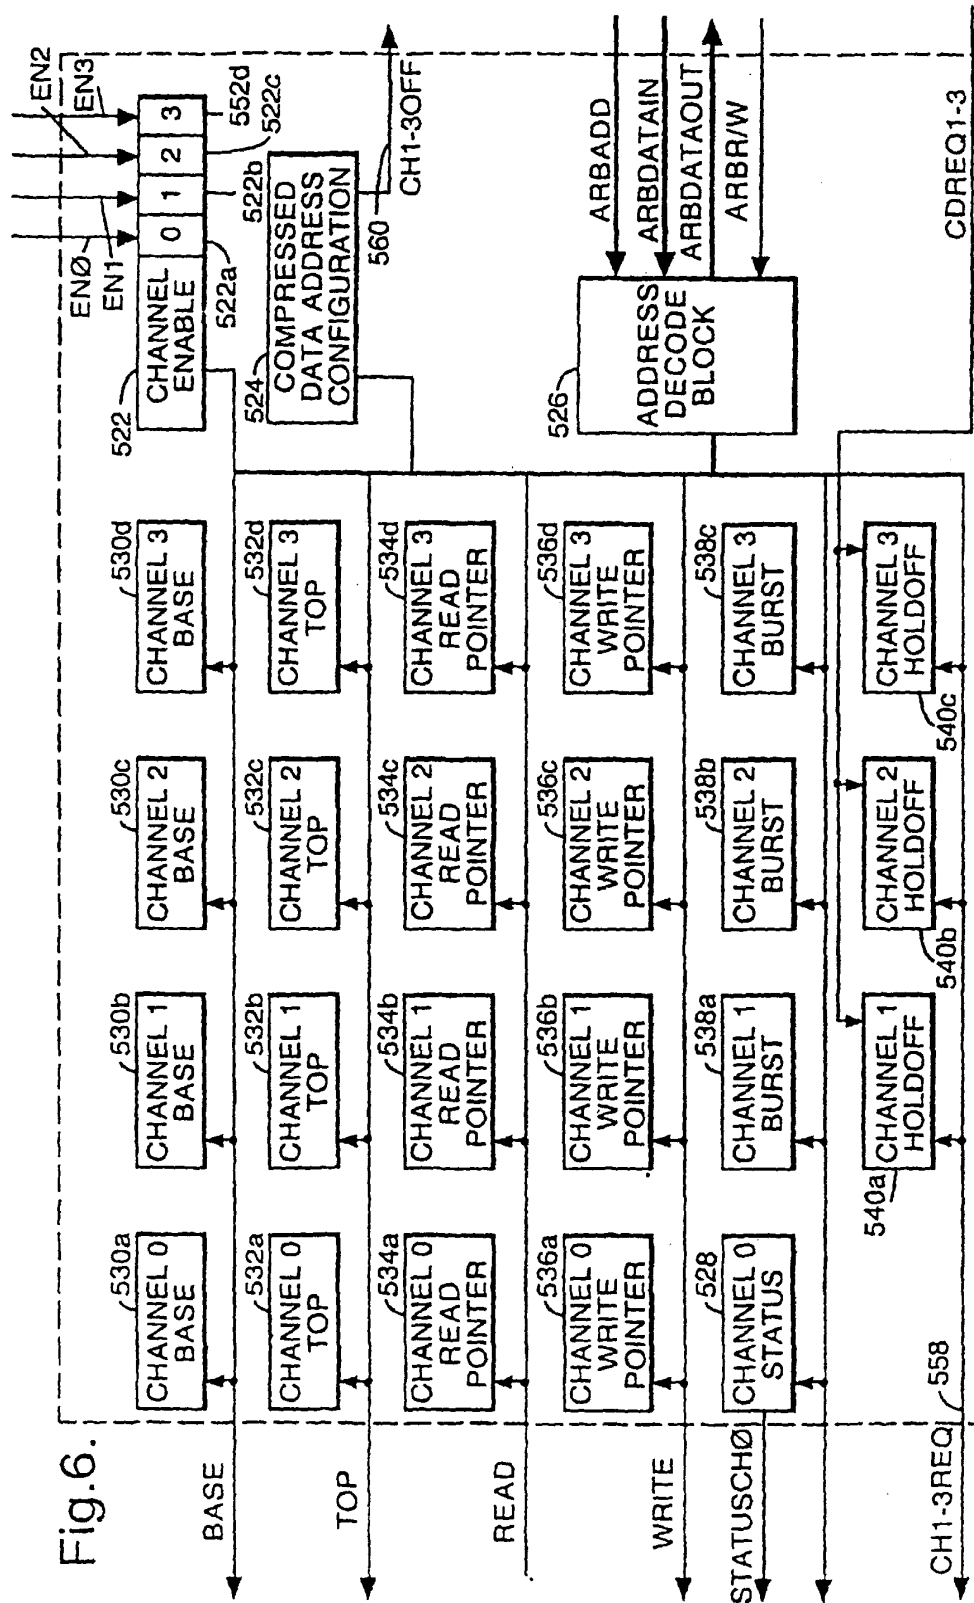 Fig.6.
EN0
EN1
EN2
EN3
522
CHANNEL
ENABLE
0
1
2
3
522a
522b
522c
552d
524
COMPRESSED
DATA ADDRESS
CONFIGURATION
560
CH1-3OFF
526
ADDRESS
DECODE
BLOCK
ARBADD
ARBDATAIN
ARBDATAOUT
ARBR/W
CDREQ1-3
530a
CHANNEL 0
BASE
530b
CHANNEL 1
BASE
530c
CHANNEL 2
BASE
530d
CHANNEL 3
BASE
BASE
532a
CHANNEL 0
TOP
532b
CHANNEL 1
TOP
532c
CHANNEL 2
TOP
532d
CHANNEL 3
TOP
TOP
534a
CHANNEL 0
READ
POINTER
534b
CHANNEL 1
READ
POINTER
534c
CHANNEL 2
READ
POINTER
534d
CHANNEL 3
READ
POINTER
READ
536a
CHANNEL 0
WRITE
POINTER
536b
CHANNEL 1
WRITE
POINTER
536c
CHANNEL 2
WRITE
POINTER
536d
CHANNEL 3
WRITE
POINTER
WRITE
528
CHANNEL 0
STATUS
538a
CHANNEL 1
BURST
538b
CHANNEL 2
BURST
538c
CHANNEL 3
BURST
STATUSCHØ
540a
CHANNEL 1
HOLDOFF
540b
CHANNEL 2
HOLDOFF
540c
CHANNEL 3
HOLDOFF
CH1-3REQ
558